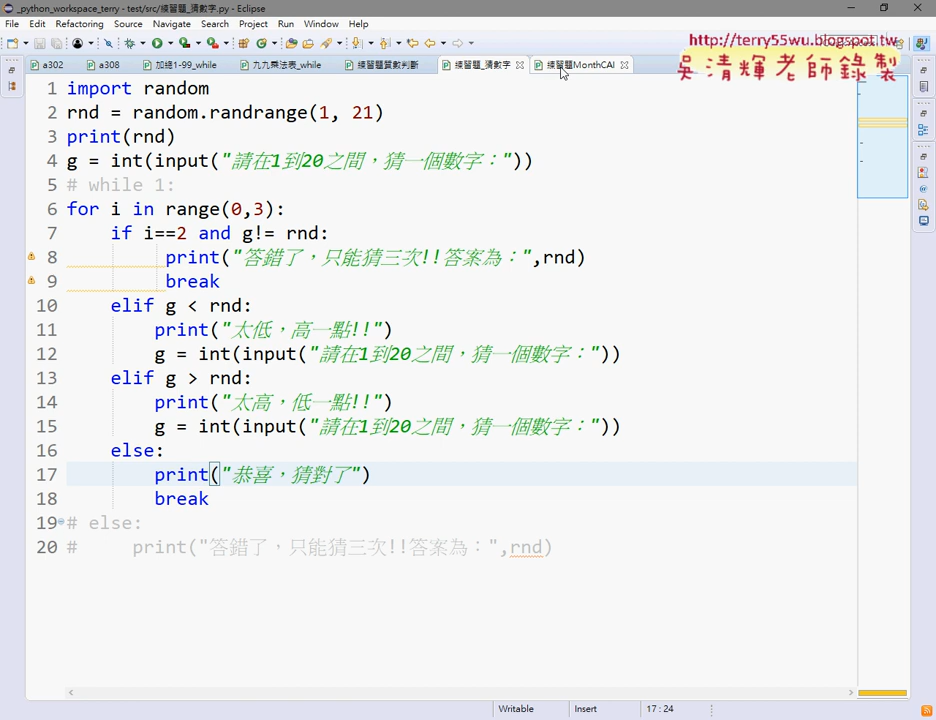 _python_workspace_terry - test/src/練習題_猜數字.py - Eclipse
File Edit Refactoring Source Navigate Search Project Run Window Help
http://terry55wu.blogspot.tw
吳清輝老師錄製
a302 a308 加總1-99_while 九九乘法表_while 練習題質數判斷 練習題_猜數字 練習題MonthCAl
1 import random
2 rnd = random.randrange(1, 21)
3 print(rnd)
4 g = int(input("請在1到20之間，猜一個數字："))
5 # while 1:
6 for i in range(0,3):
7 if i==2 and g!= rnd:
8 print("答錯了，只能猜三次!!答案為：",rnd)
9 break
10 elif g < rnd:
11 print("太低，高一點!!")
12 g = int(input("請在1到20之間，猜一個數字："))
13 elif g > rnd:
14 print("太高，低一點!!")
15 g = int(input("請在1到20之間，猜一個數字："))
16 else:
17 print("恭喜，猜對了")
18 break
19 # else:
20 # print("答錯了，只能猜三次!!答案為：",rnd)
Writable Insert 17 : 24